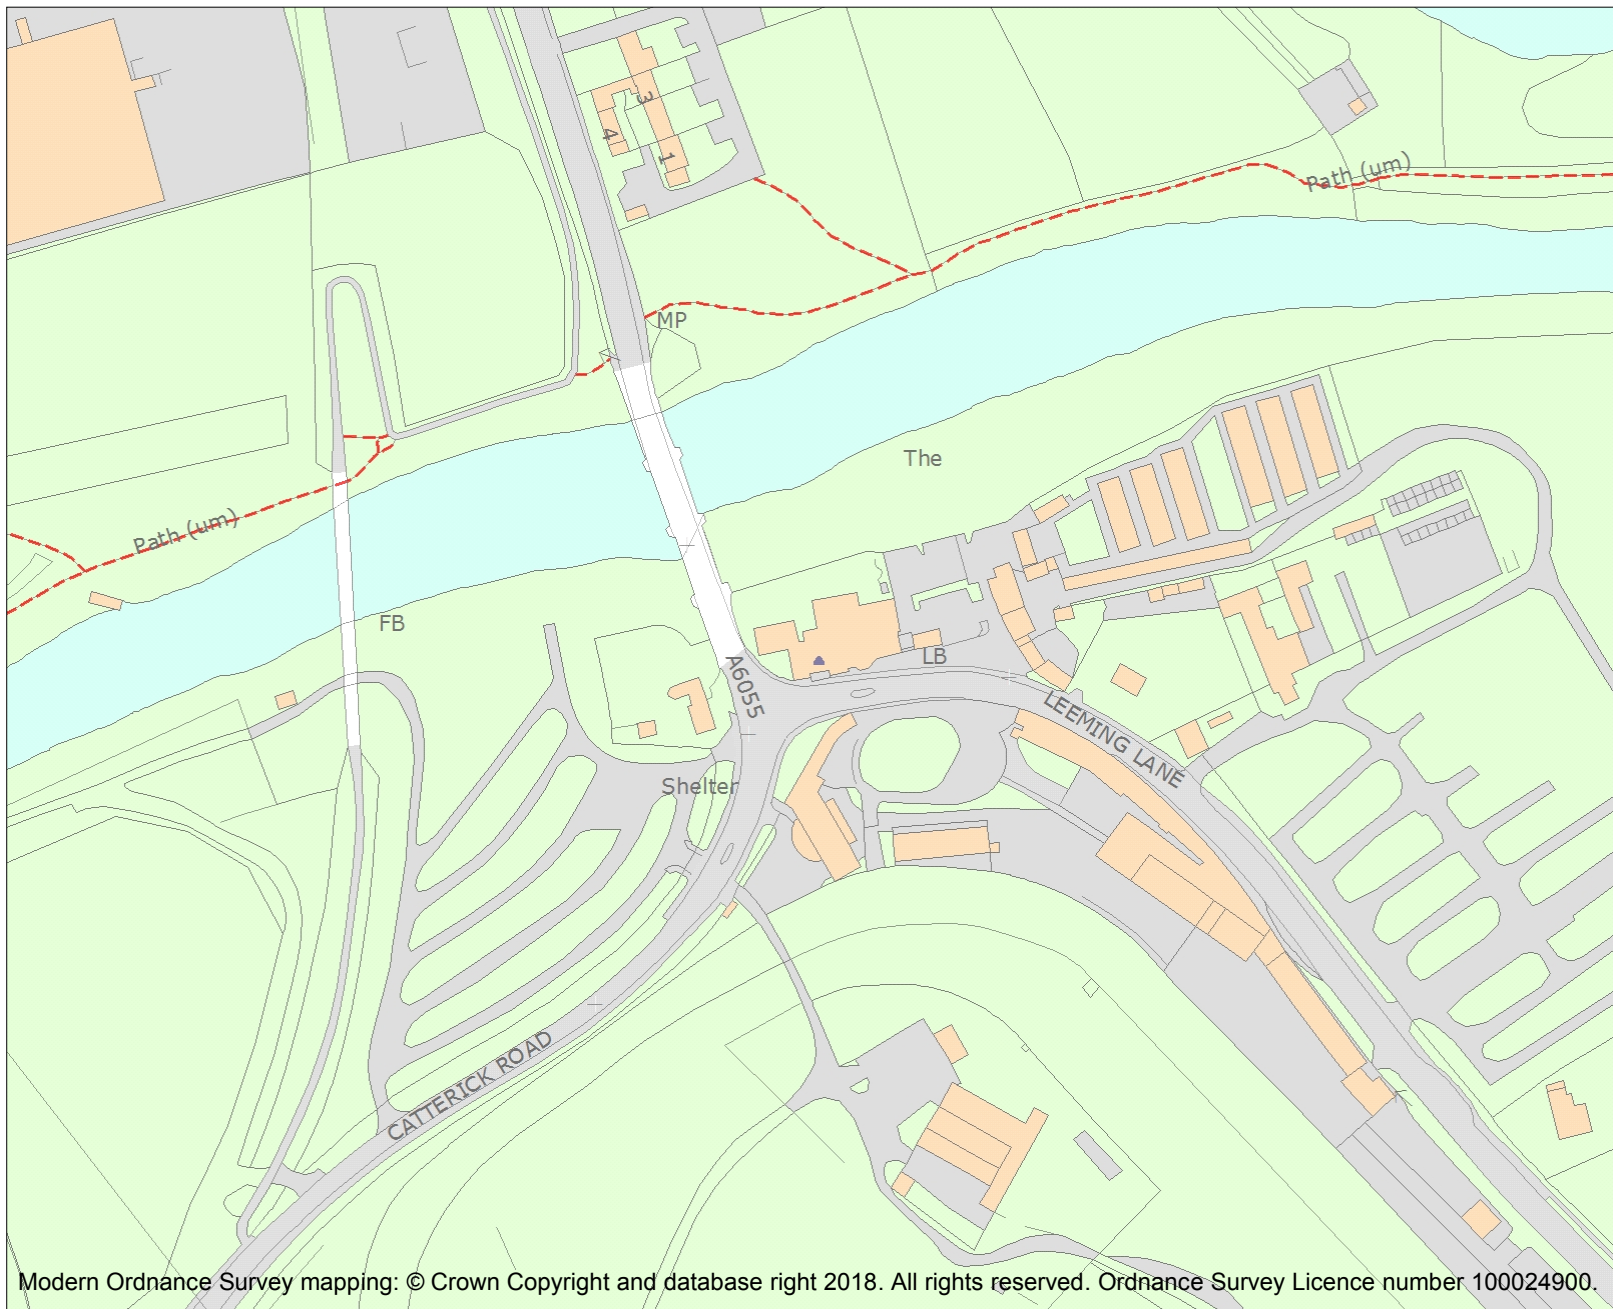 3
4
1
Path (um)
MP
The
Path (um)
FB
LB
A6055
LEEMING LANE
Shelter
CATTERICK ROAD
Modern Ordnance Survey mapping: © Crown Copyright and database right 2018. All rights reserved. Ordnance Survey Licence number 100024900.